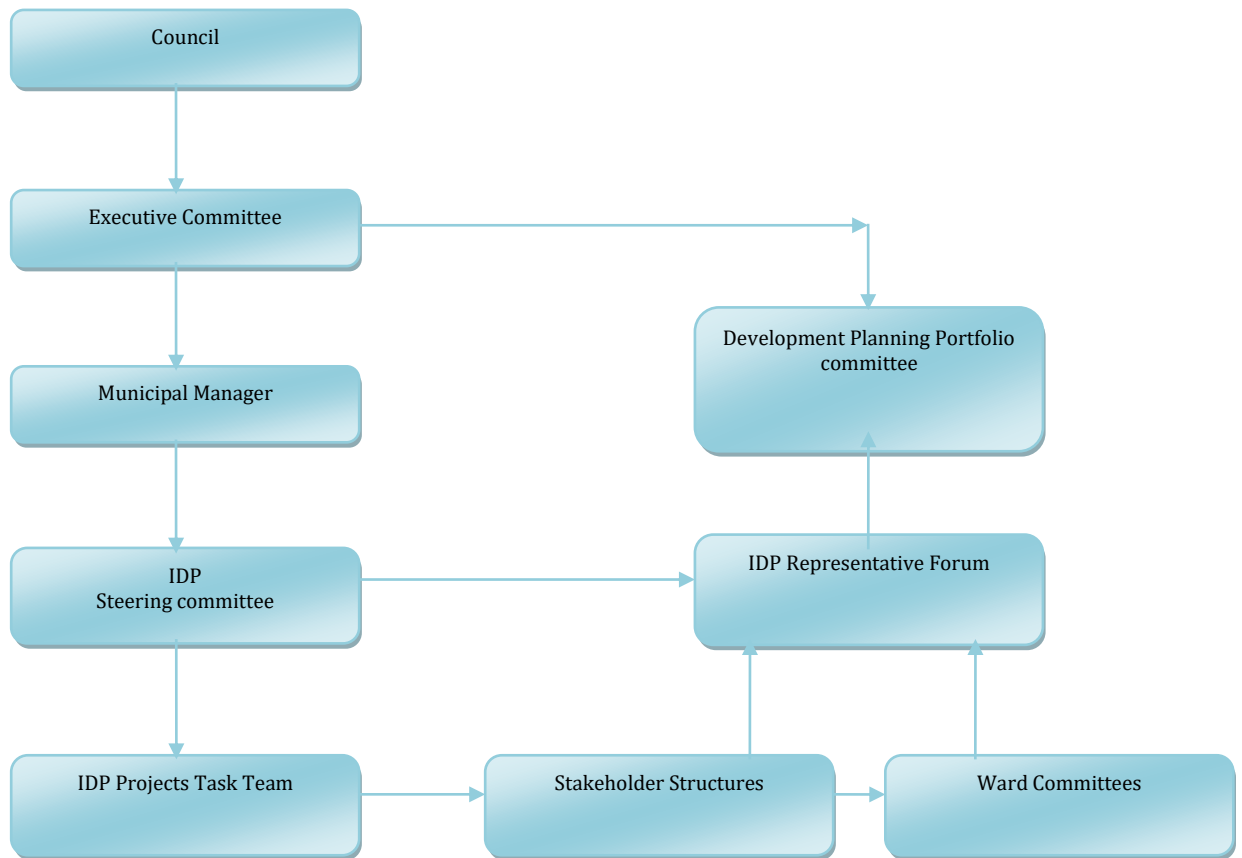 Council
Executive Committee
Development Planning Portfolio
committee
Municipal Manager
IDP
Steering committee
IDP Representative Forum
IDP Projects Task Team
Stakeholder Structures
Ward Committees